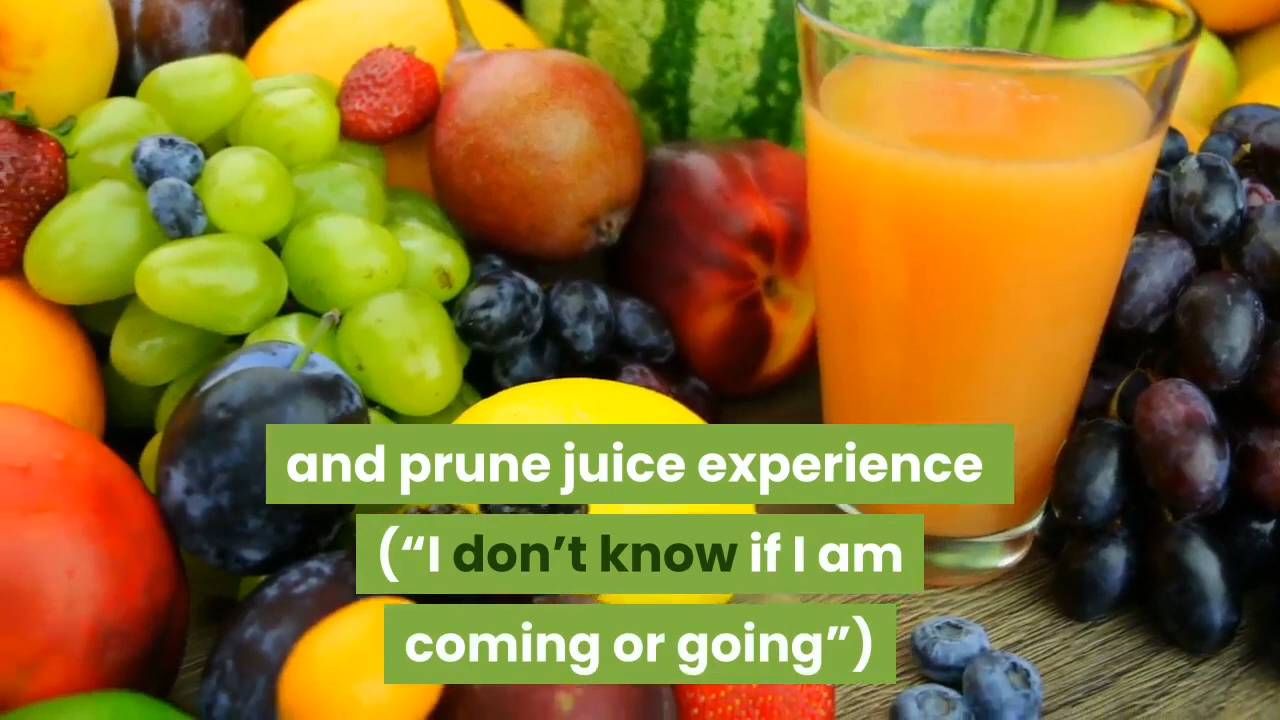 and prune juice experience
(“I don’t know if I am
coming or going”)